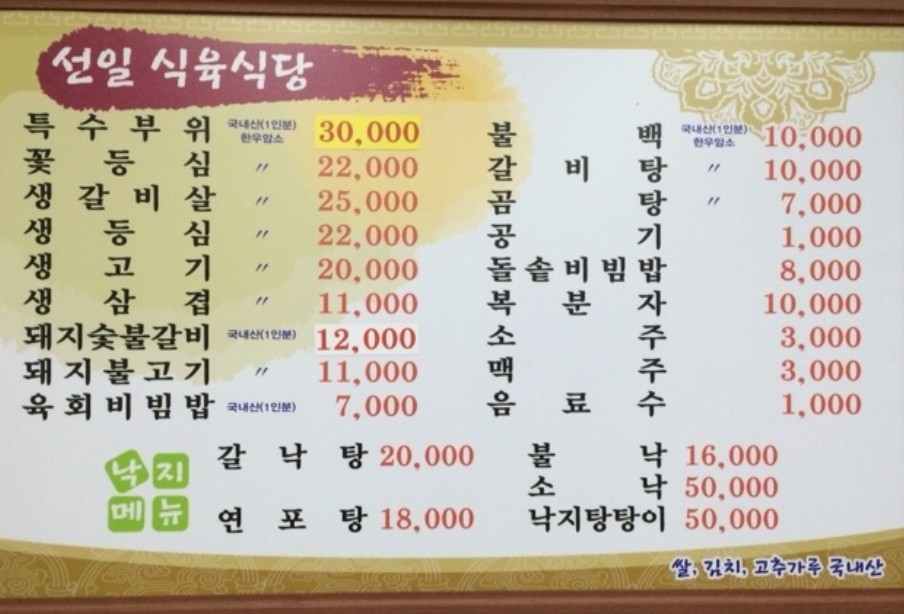 선일 식육식당
특수부위 국내산(1인분) 한우암소 30,000
꽃등심 〃 22,000
생갈비살 〃 25,000
생등심 〃 22,000
생고기 〃 20,000
생삼겹 〃 11,000
돼지숯불갈비 국내산(1인분) 12,000
돼지불고기 〃 11,000
육회비빔밥 국내산(1인분) 7,000
불백 국내산(1인분) 한우암소 10,000
갈비탕 〃 10,000
곰탕 〃 7,000
공기 1,000
돌솥비빔밥 8,000
복분자 10,000
소주 3,000
맥주 3,000
음료수 1,000
낙지
메뉴
갈낙탕 20,000
연포탕 18,000
불낙 16,000
소낙 50,000
낙지탕탕이 50,000
쌀, 김치, 고추가루 국내산